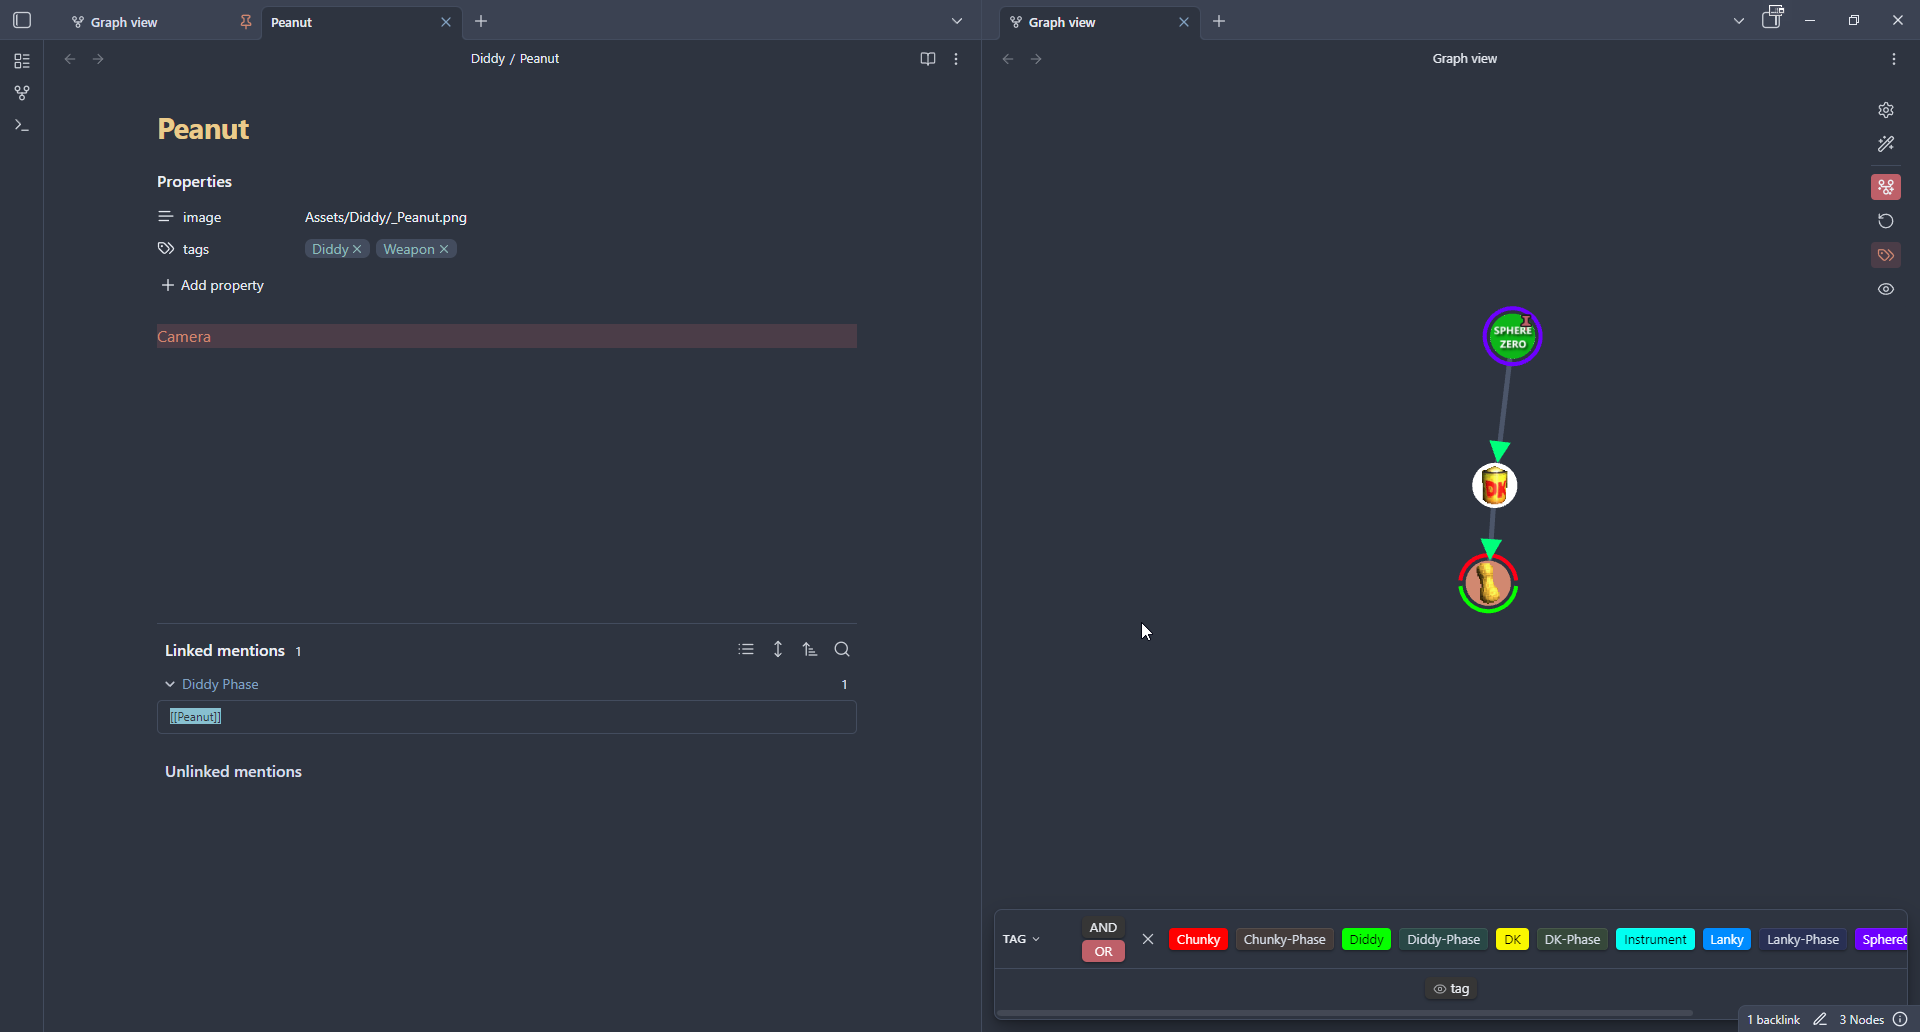 Graph view
Peanut
Graph view
Diddy / Peanut
Graph view
Peanut
Properties
image Assets/Diddy/_Peanut.png
tags Diddy Weapon
Add property
Camera
Linked mentions 1
Diddy Phase 1
[[Peanut]]
Unlinked mentions
SPHERE
ZERO
DK
TAG AND OR Chunky Chunky-Phase Diddy Diddy-Phase DK DK-Phase Instrument Lanky Lanky-Phase
tag
1 backlink 3 Nodes